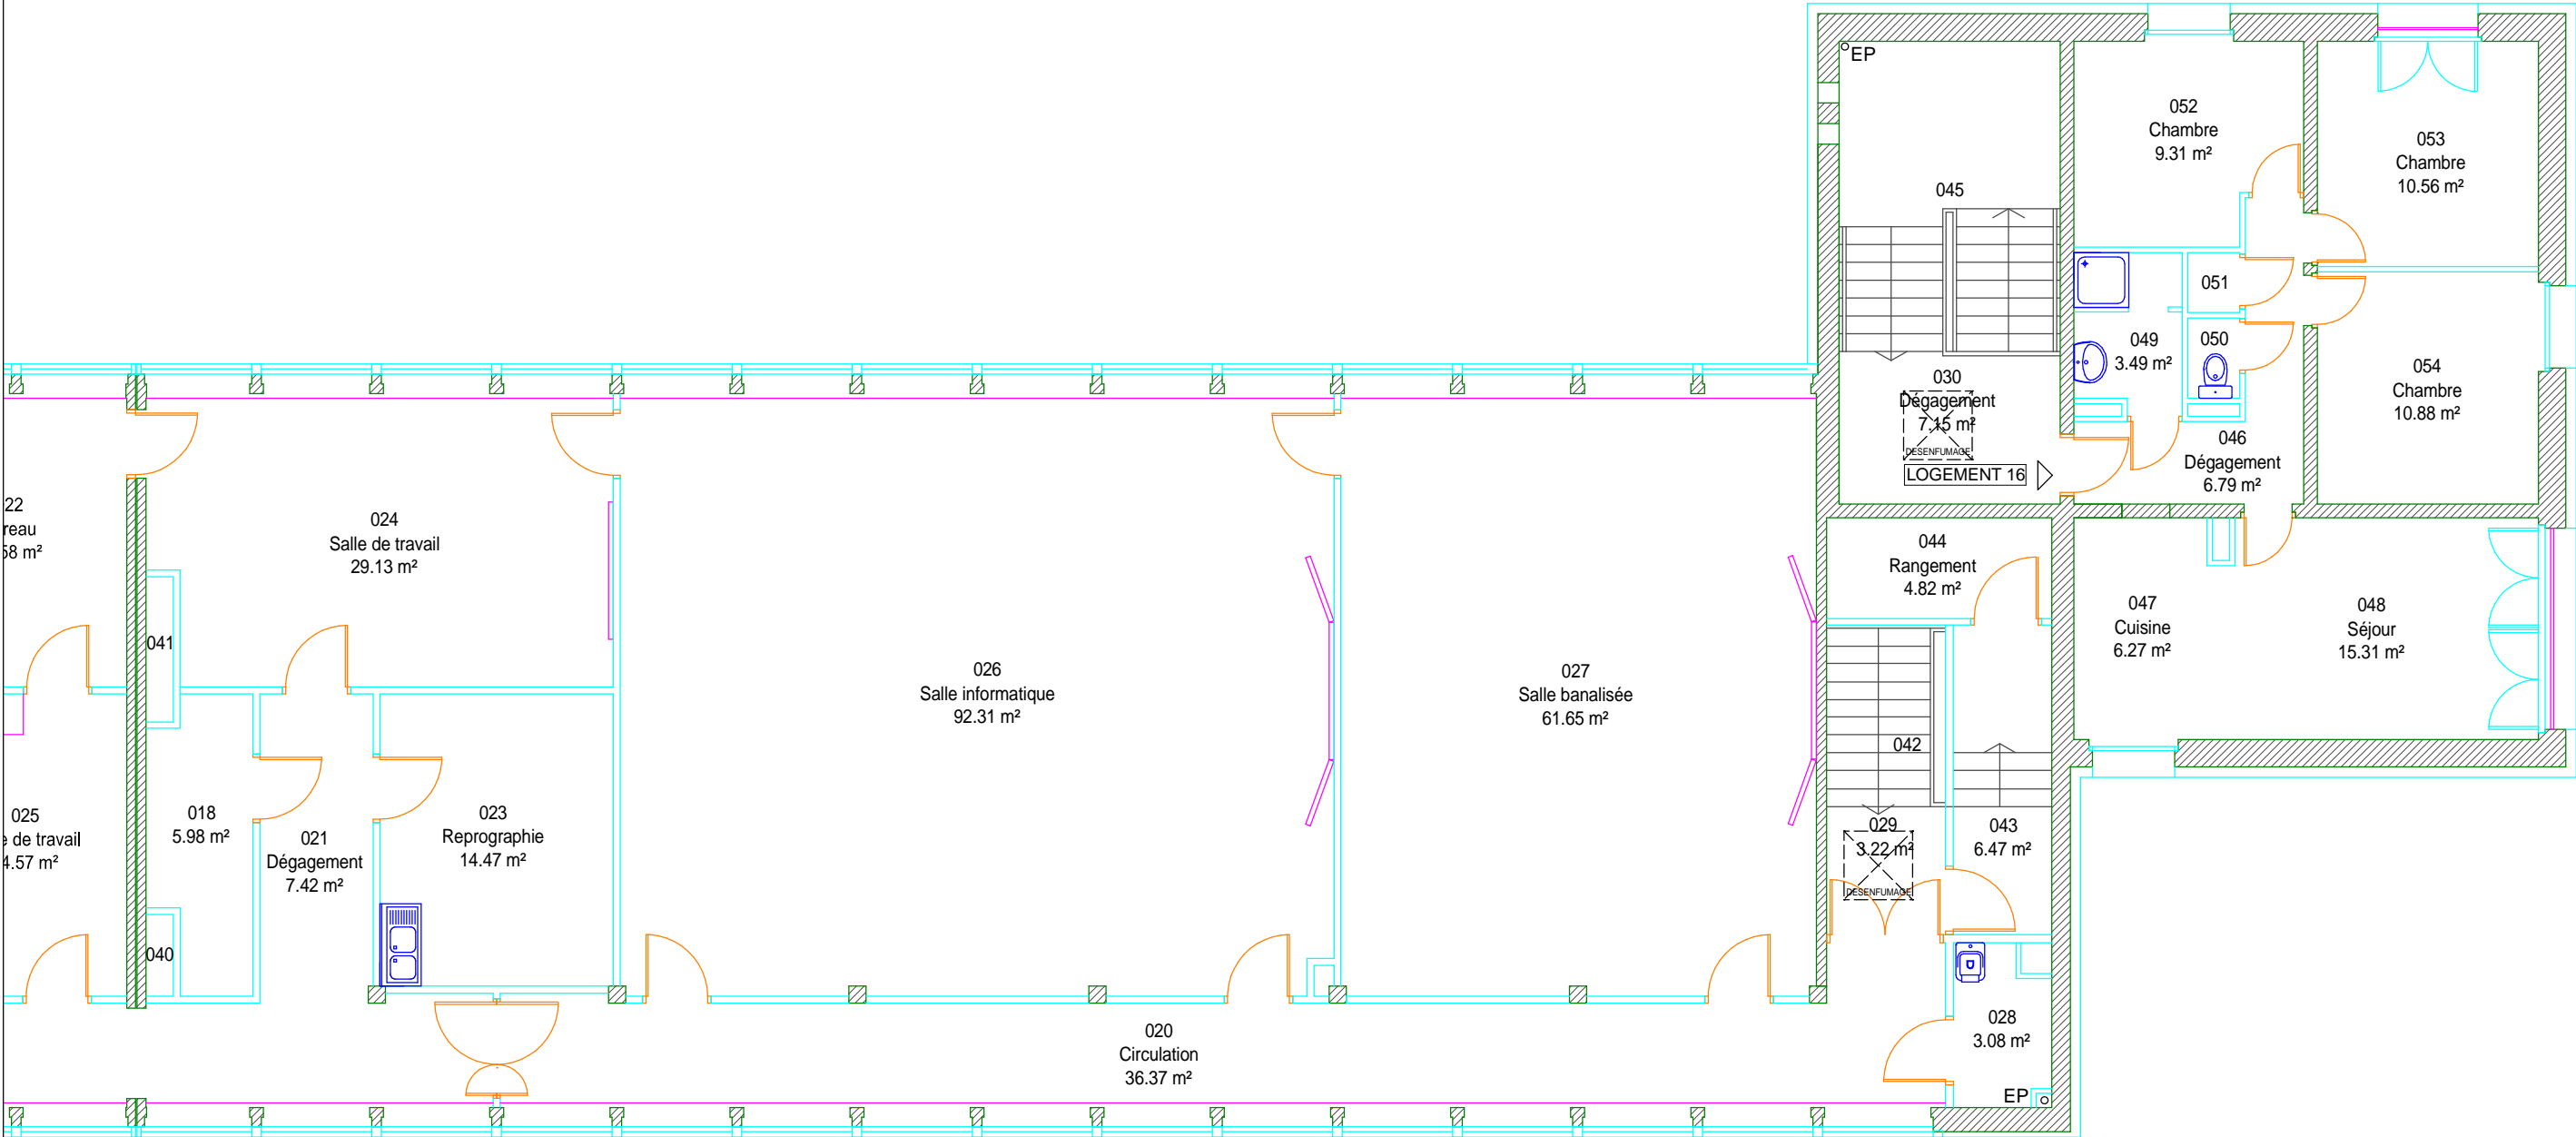 EP
052
Chambre
9.31 m²
053
Chambre
10.56 m²
045
051
050
049
3.49 m²
030
Dégagement
7.15 m²
DESENFUMAGE
LOGEMENT 16
054
Chambre
10.88 m²
046
Dégagement
6.79 m²
22
reau
58 m²
024
Salle de travail
29.13 m²
044
Rangement
4.82 m²
047
Cuisine
6.27 m²
048
Séjour
15.31 m²
041
026
Salle informatique
92.31 m²
027
Salle banalisée
61.65 m²
042
025
e de travail
4.57 m²
018
5.98 m²
021
Dégagement
7.42 m²
023
Reprographie
14.47 m²
029
3.22 m²
DESENFUMAGE
043
6.47 m²
040
020
Circulation
36.37 m²
028
3.08 m²
EP